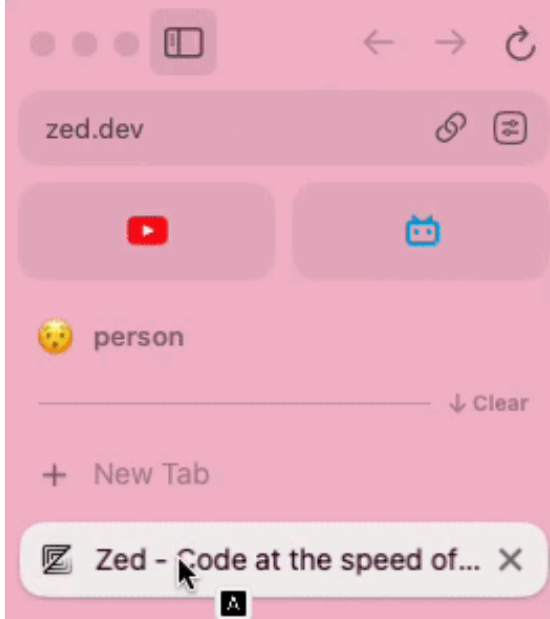 zed.dev
person
Clear
New Tab
Zed - Code at the speed of...
A